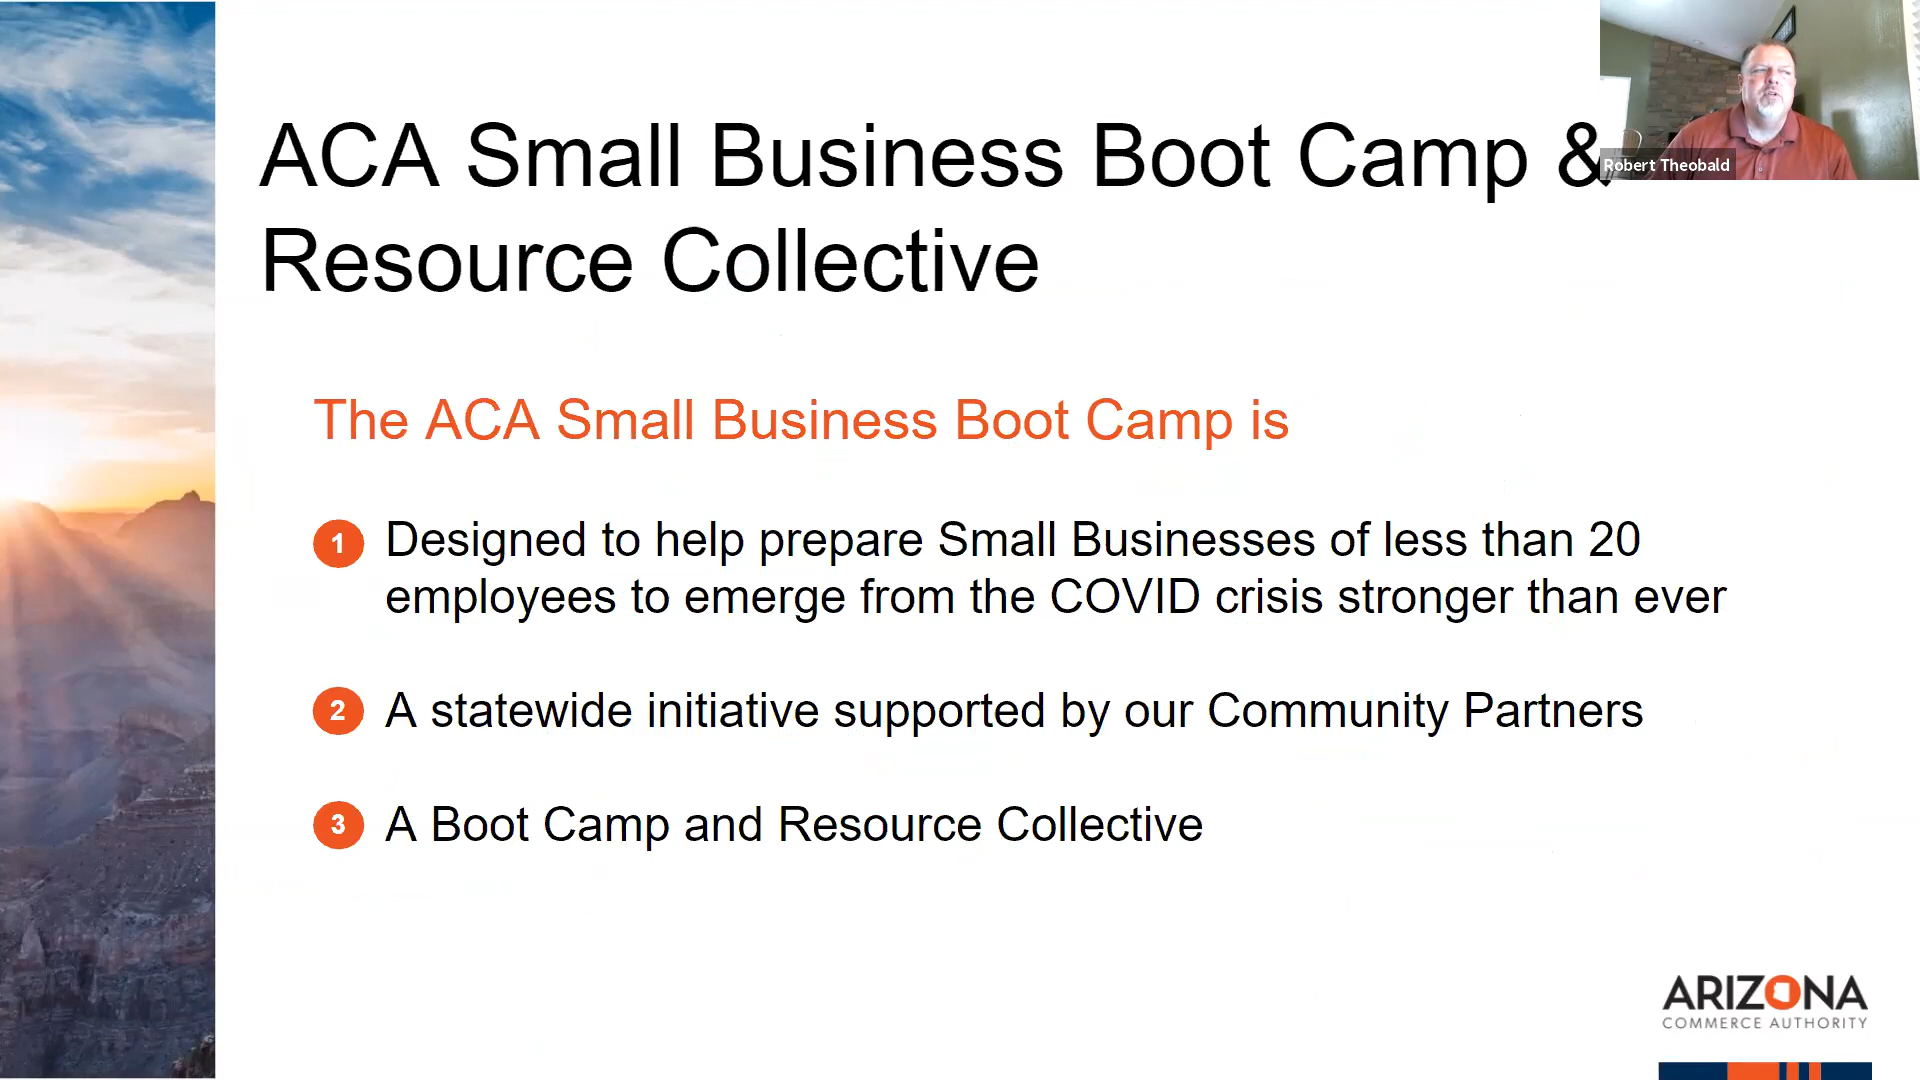 ACA Small Business Boot Camp &
Resource Collective
Robert Theobald
The ACA Small Business Boot Camp is
1 Designed to help prepare Small Businesses of less than 20
employees to emerge from the COVID crisis stronger than ever
2 A statewide initiative supported by our Community Partners
3 A Boot Camp and Resource Collective
ARIZONA
COMMERCE AUTHORITY